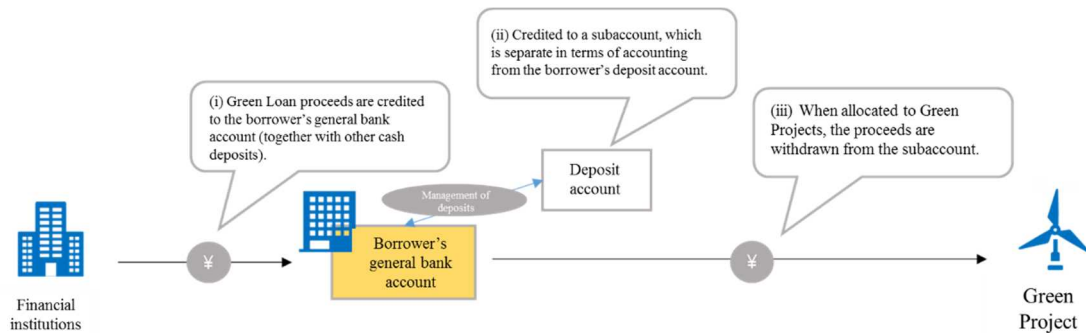 (ii) Credited to a subaccount, which
is separate in terms of accounting
from the borrower's deposit account.
(i) Green Loan proceeds are credited
to the borrower's general bank
account (together with other cash
deposits).
(iii) When allocated to Green
Projects, the proceeds are
withdrawn from the subaccount.
Deposit
account
Management of
deposits
Borrower's
general bank
account
¥
¥
Financial
institutions
Green
Project